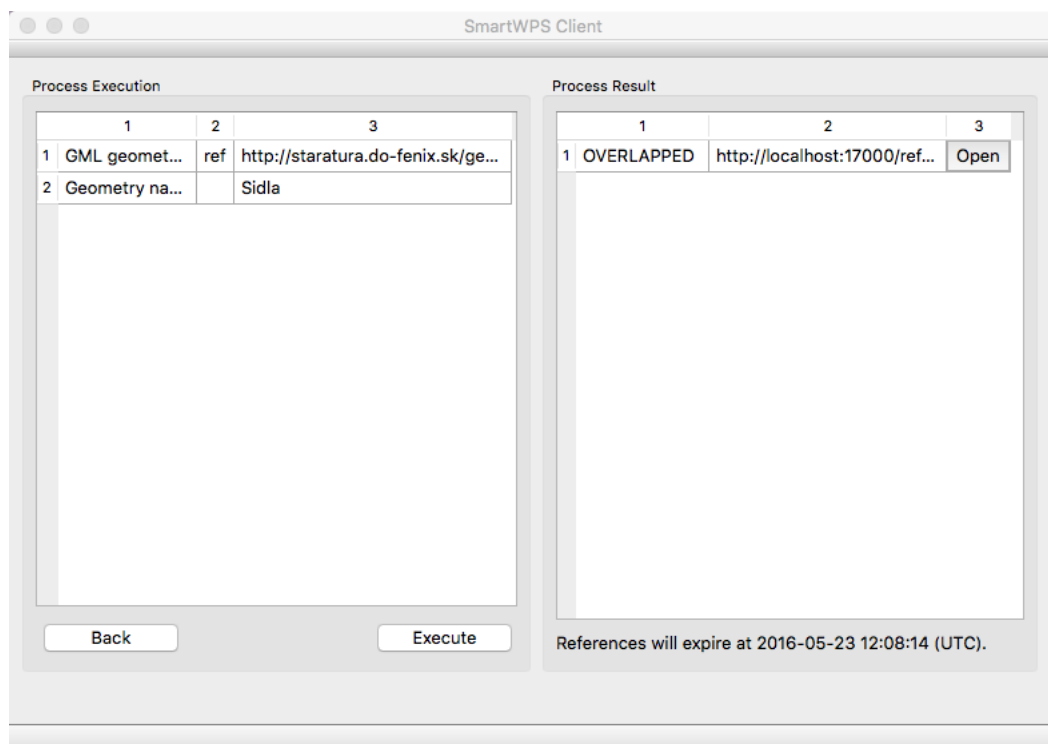 SmartWPS Client
Process Execution
1 2 3
1 GML geomet... ref http://staratura.do-fenix.sk/ge...
2 Geometry na... Sidla
Back Execute
Process Result
1 2 3
1 OVERLAPPED http://localhost:17000/ref... Open
References will expire at 2016-05-23 12:08:14 (UTC).